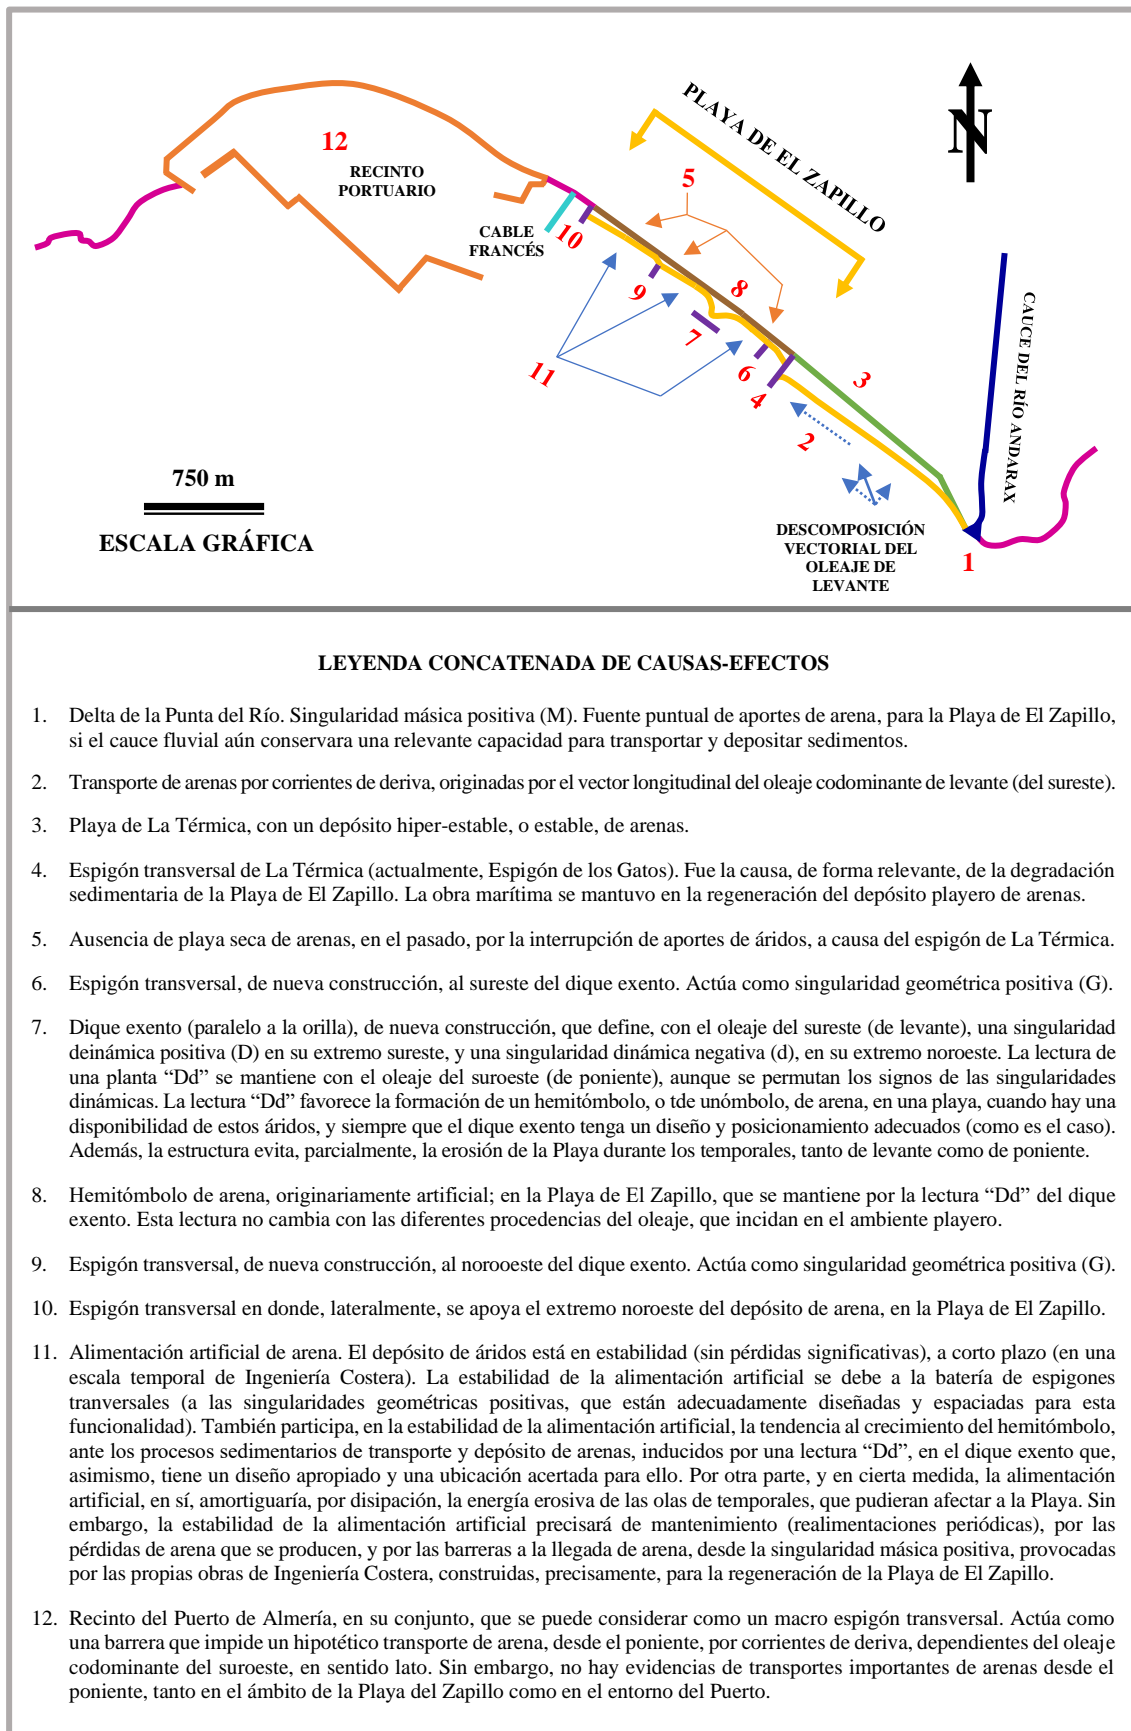 PLAYA DE EL ZAPILLO
N
12
RECINTO
PORTUARIO
5
CABLE
FRANCÉS
10
9
8
7
11
6
4
3
2
CAUCE DEL RÍO ANDARAX
750 m
ESCALA GRÁFICA
DESCOMPOSICIÓN
VECTORIAL DEL
OLEAJE DE
LEVANTE
1
LEYENDA CONCATENADA DE CAUSAS-EFECTOS
1. Delta de la Punta del Río. Singularidad másica positiva (M). Fuente puntual de aportes de arena, para la Playa de El Zapillo,
si el cauce fluvial aún conservara una relevante capacidad para transportar y depositar sedimentos.
2. Transporte de arenas por corrientes de deriva, originadas por el vector longitudinal del oleaje codominante de levante (del sureste).
3. Playa de La Térmica, con un depósito hiper-estable, o estable, de arenas.
4. Espigón transversal de La Térmica (actualmente, Espigón de los Gatos). Fue la causa, de forma relevante, de la degradación
sedimentaria de la Playa de El Zapillo. La obra marítima se mantuvo en la regeneración del depósito playero de arenas.
5. Ausencia de playa seca de arenas, en el pasado, por la interrupción de aportes de áridos, a causa del espigón de La Térmica.
6. Espigón transversal, de nueva construcción, al sureste del dique exento. Actúa como singularidad geométrica positiva (G).
7. Dique exento (paralelo a la orilla), de nueva construcción, que define, con el oleaje del sureste (de levante), una singularidad
deinámica positiva (D) en su extremo sureste, y una singularidad dinámica negativa (d), en su extremo noroeste. La lectura de
una planta “Dd” se mantiene con el oleaje del suroeste (de poniente), aunque se permutan los signos de las singularidades
dinámicas. La lectura “Dd” favorece la formación de un hemitómbolo, o tde unómbolo, de arena, en una playa, cuando hay una
disponibilidad de estos áridos, y siempre que el dique exento tenga un diseño y posicionamiento adecuados (como es el caso).
Además, la estructura evita, parcialmente, la erosión de la Playa durante los temporales, tanto de levante como de poniente.
8. Hemitómbolo de arena, originariamente artificial; en la Playa de El Zapillo, que se mantiene por la lectura “Dd” del dique
exento. Esta lectura no cambia con las diferentes procedencias del oleaje, que incidan en el ambiente playero.
9. Espigón transversal, de nueva construcción, al norooeste del dique exento. Actúa como singularidad geométrica positiva (G).
10. Espigón transversal en donde, lateralmente, se apoya el extremo noroeste del depósito de arena, en la Playa de El Zapillo.
11. Alimentación artificial de arena. El depósito de áridos está en estabilidad (sin pérdidas significativas), a corto plazo (en una
escala temporal de Ingeniería Costera). La estabilidad de la alimentación artificial se debe a la batería de espigones
tranversales (a las singularidades geométricas positivas, que están adecuadamente diseñadas y espaciadas para esta
funcionalidad). También participa, en la estabilidad de la alimentación artificial, la tendencia al crecimiento del hemitómbolo,
ante los procesos sedimentarios de transporte y depósito de arenas, inducidos por una lectura “Dd”, en el dique exento que,
asimismo, tiene un diseño apropiado y una ubicación acertada para ello. Por otra parte, y en cierta medida, la alimentación
artificial, en sí, amortiguaría, por disipación, la energía erosiva de las olas de temporales, que pudieran afectar a la Playa. Sin
embargo, la estabilidad de la alimentación artificial precisará de mantenimiento (realimentaciones periódicas), por las
pérdidas de arena que se producen, y por las barreras a la llegada de arena, desde la singularidad másica positiva, provocadas
por las propias obras de Ingeniería Costera, construidas, precisamente, para la regeneración de la Playa de El Zapillo.
12. Recinto del Puerto de Almería, en su conjunto, que se puede considerar como un macro espigón transversal. Actúa como
una barrera que impide un hipotético transporte de arena, desde el poniente, por corrientes de deriva, dependientes del oleaje
codominante del suroeste, en sentido lato. Sin embargo, no hay evidencias de transportes importantes de arenas desde el
poniente, tanto en el ámbito de la Playa del Zapillo como en el entorno del Puerto.